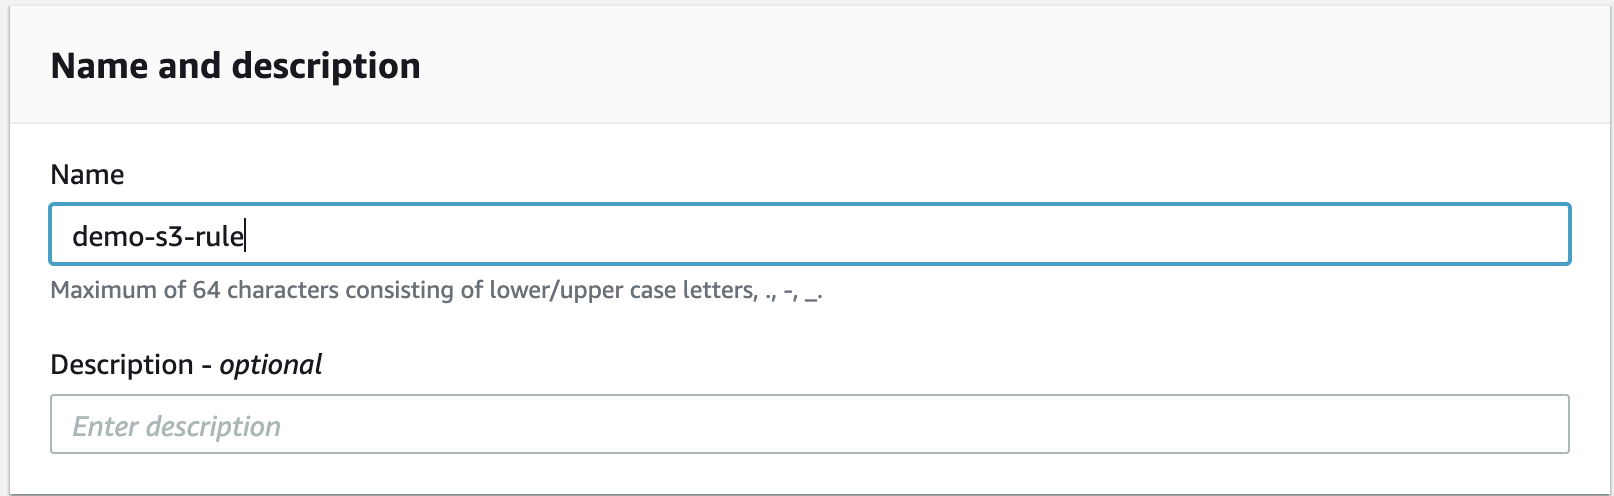 Name and description
Name
demo-s3-rule
Maximum of 64 characters consisting of lower/upper case letters, ., -, _.
Description - optional
Enter description